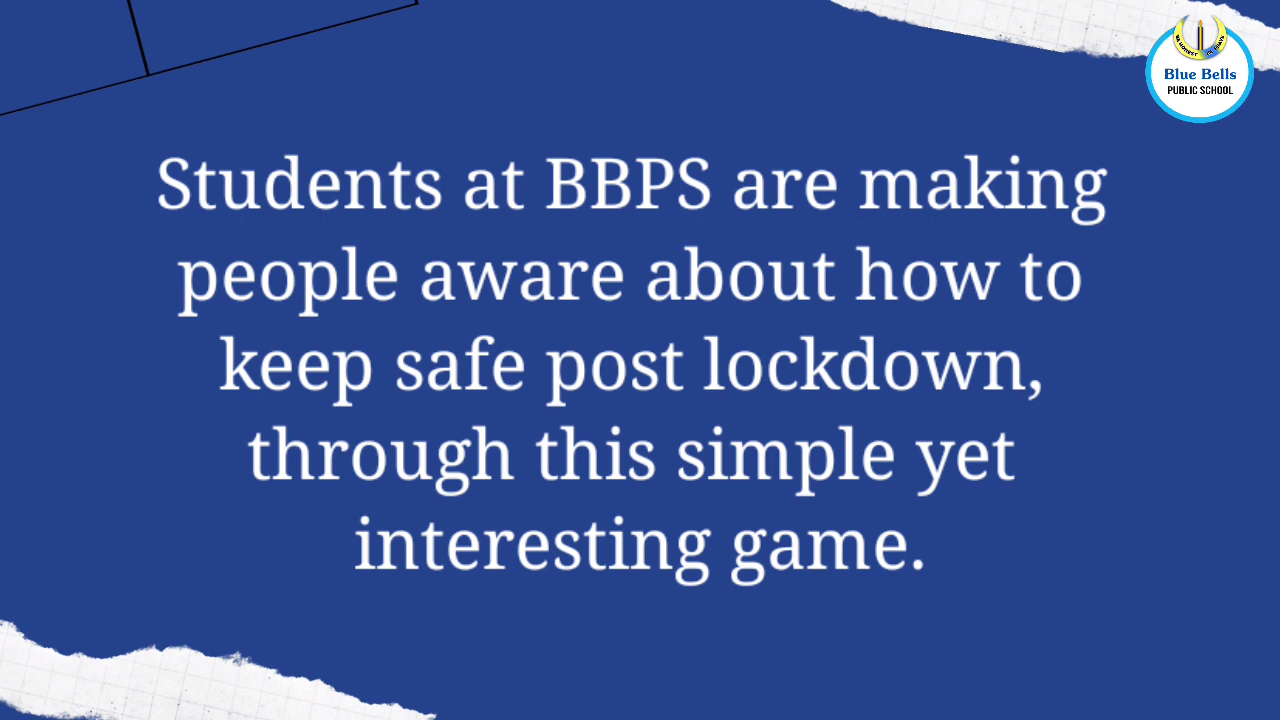 Blue Bells
PUBLIC SCHOOL
Students at BBPS are making
people aware about how to
keep safe post lockdown,
through this simple yet
interesting game.